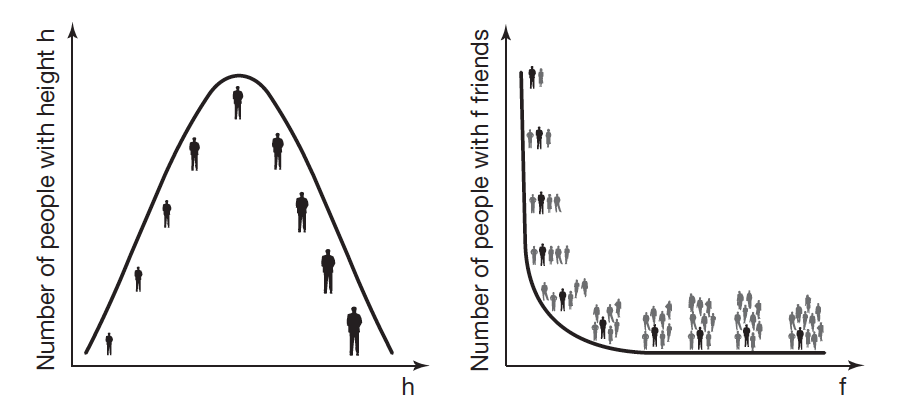 Number of people with height h
h
Number of people with f friends
f